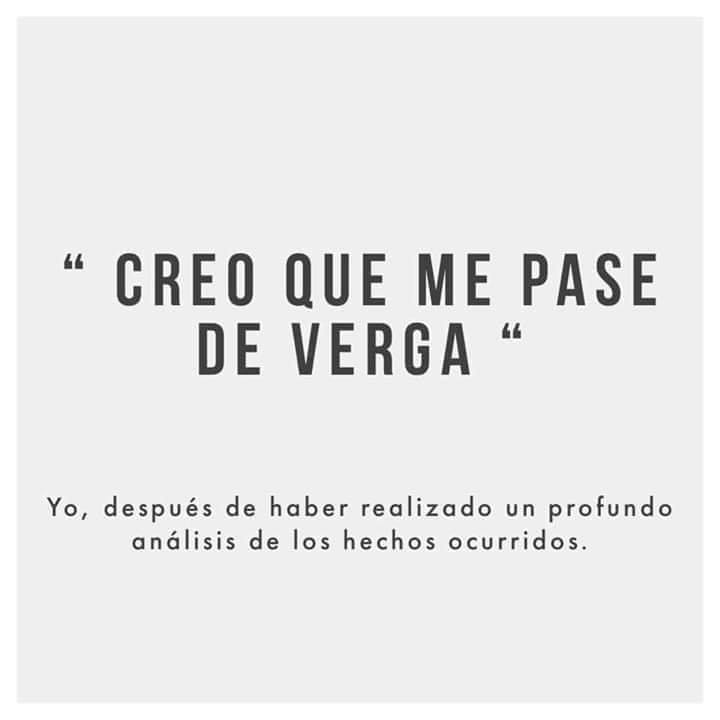 “ CREO QUE ME PASE
DE VERGA “
Yo, después de haber realizado un profundo
análisis de los hechos ocurridos.